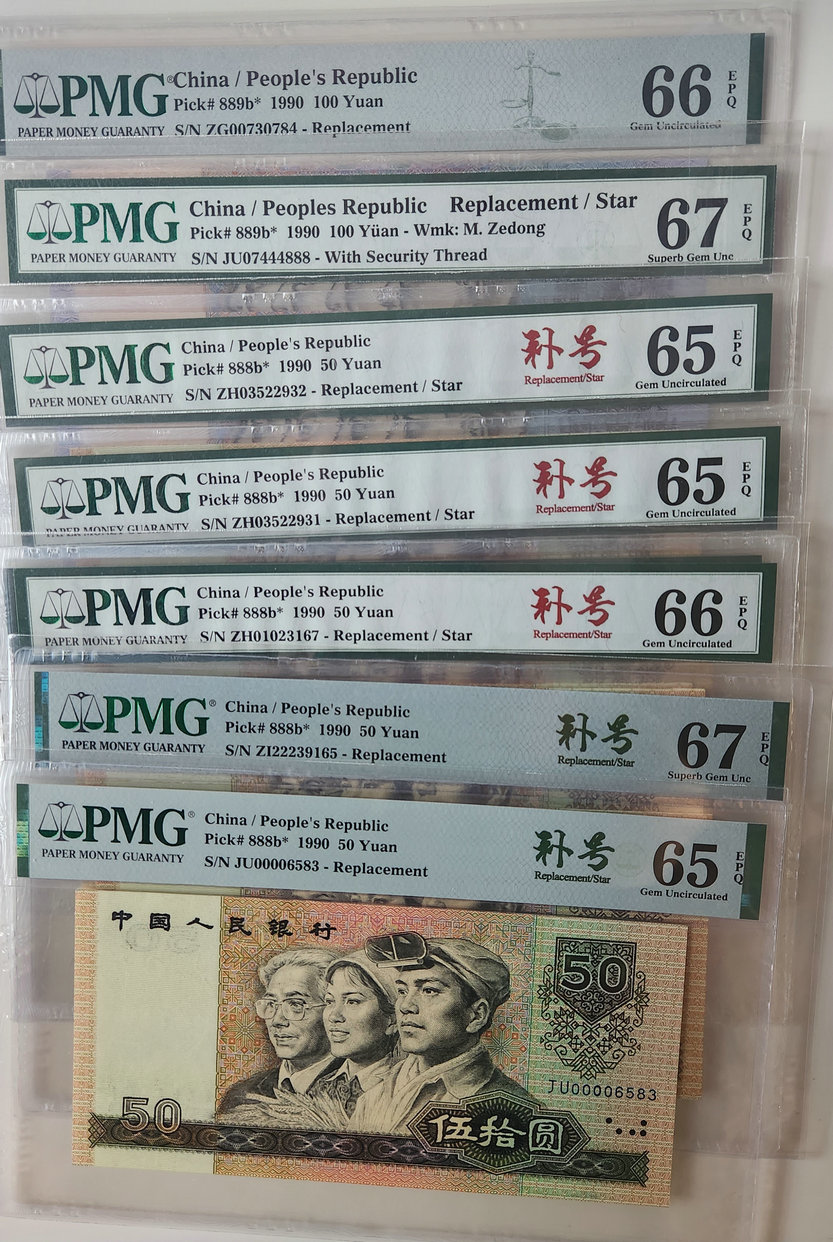 PMG® China / People's Republic
Pick# 889b* 1990 100 Yuan
PAPER MONEY GUARANTY S/N ZG00730784 - Replacement
66 EPQ
Gem Uncirculated
PMG China / Peoples Republic Replacement / Star
Pick# 889b* 1990 100 Yüan - Wmk: M. Zedong
PAPER MONEY GUARANTY S/N JU07444888 - With Security Thread
67 EPQ
Superb Gem Unc
PMG China / People's Republic
Pick# 888b* 1990 50 Yuan
PAPER MONEY GUARANTY S/N ZH03522932 - Replacement / Star
补号
Replacement/Star
65 EPQ
Gem Uncirculated
PMG China / People's Republic
Pick# 888b* 1990 50 Yuan
PAPER MONEY GUARANTY S/N ZH03522931 - Replacement / Star
补号
Replacement/Star
65 EPQ
Gem Uncirculated
PMG China / People's Republic
Pick# 888b* 1990 50 Yuan
PAPER MONEY GUARANTY S/N ZH01023167 - Replacement / Star
补号
Replacement/Star
66 EPQ
Gem Uncirculated
PMG® China / People's Republic
Pick# 888b* 1990 50 Yuan
PAPER MONEY GUARANTY S/N ZI22239165 - Replacement
补号
Replacement/Star
67 EPQ
Superb Gem Unc
PMG® China / People's Republic
Pick# 888b* 1990 50 Yuan
PAPER MONEY GUARANTY S/N JU00006583 - Replacement
补号
Replacement/Star
65 EPQ
Gem Uncirculated
中国人民銀行
50
JU00006583
50
伍拾圆